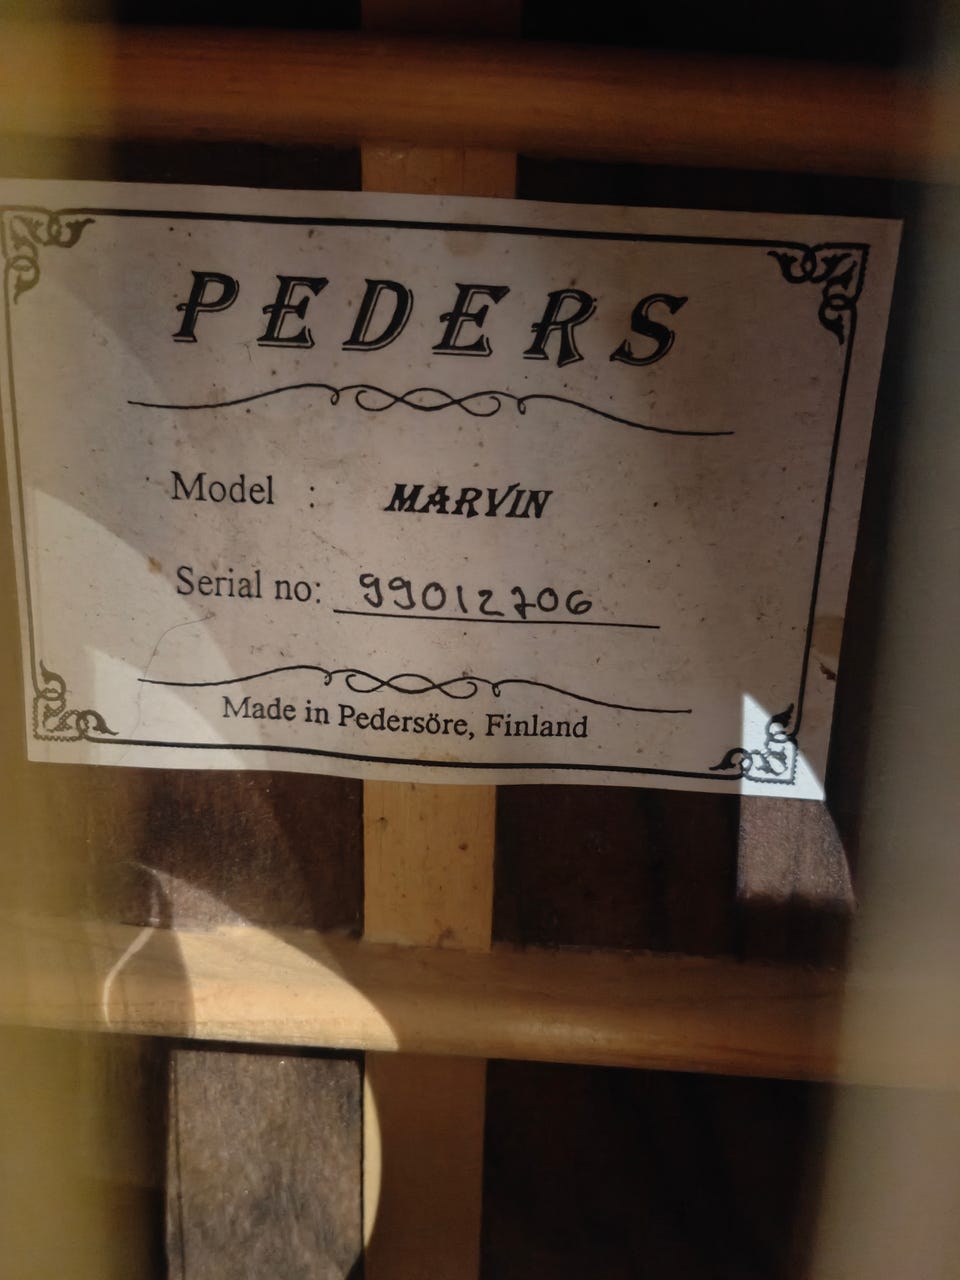 PEDERS
Model : MARVIN
Serial no: 99012706
Made in Pedersöre, Finland